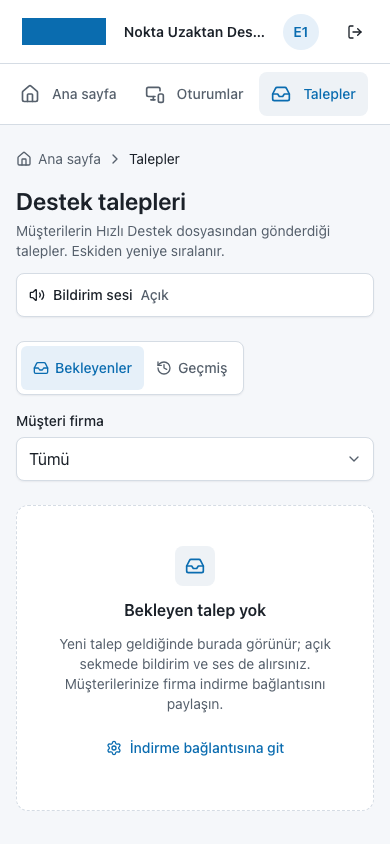 Nokta Uzaktan Des...
E1
Ana sayfa
Oturumlar
Talepler
Ana sayfa > Talepler
Destek talepleri
Müşterilerin Hızlı Destek dosyasından gönderdiği
talepler. Eskiden yeniye sıralanır.
Bildirim sesi Açık
Bekleyenler
Geçmiş
Müşteri firma
Tümü
Bekleyen talep yok
Yeni talep geldiğinde burada görünür; açık
sekmede bildirim ve ses de alırsınız.
Müşterilerinize firma indirme bağlantısını
paylaşın.
İndirme bağlantısına git